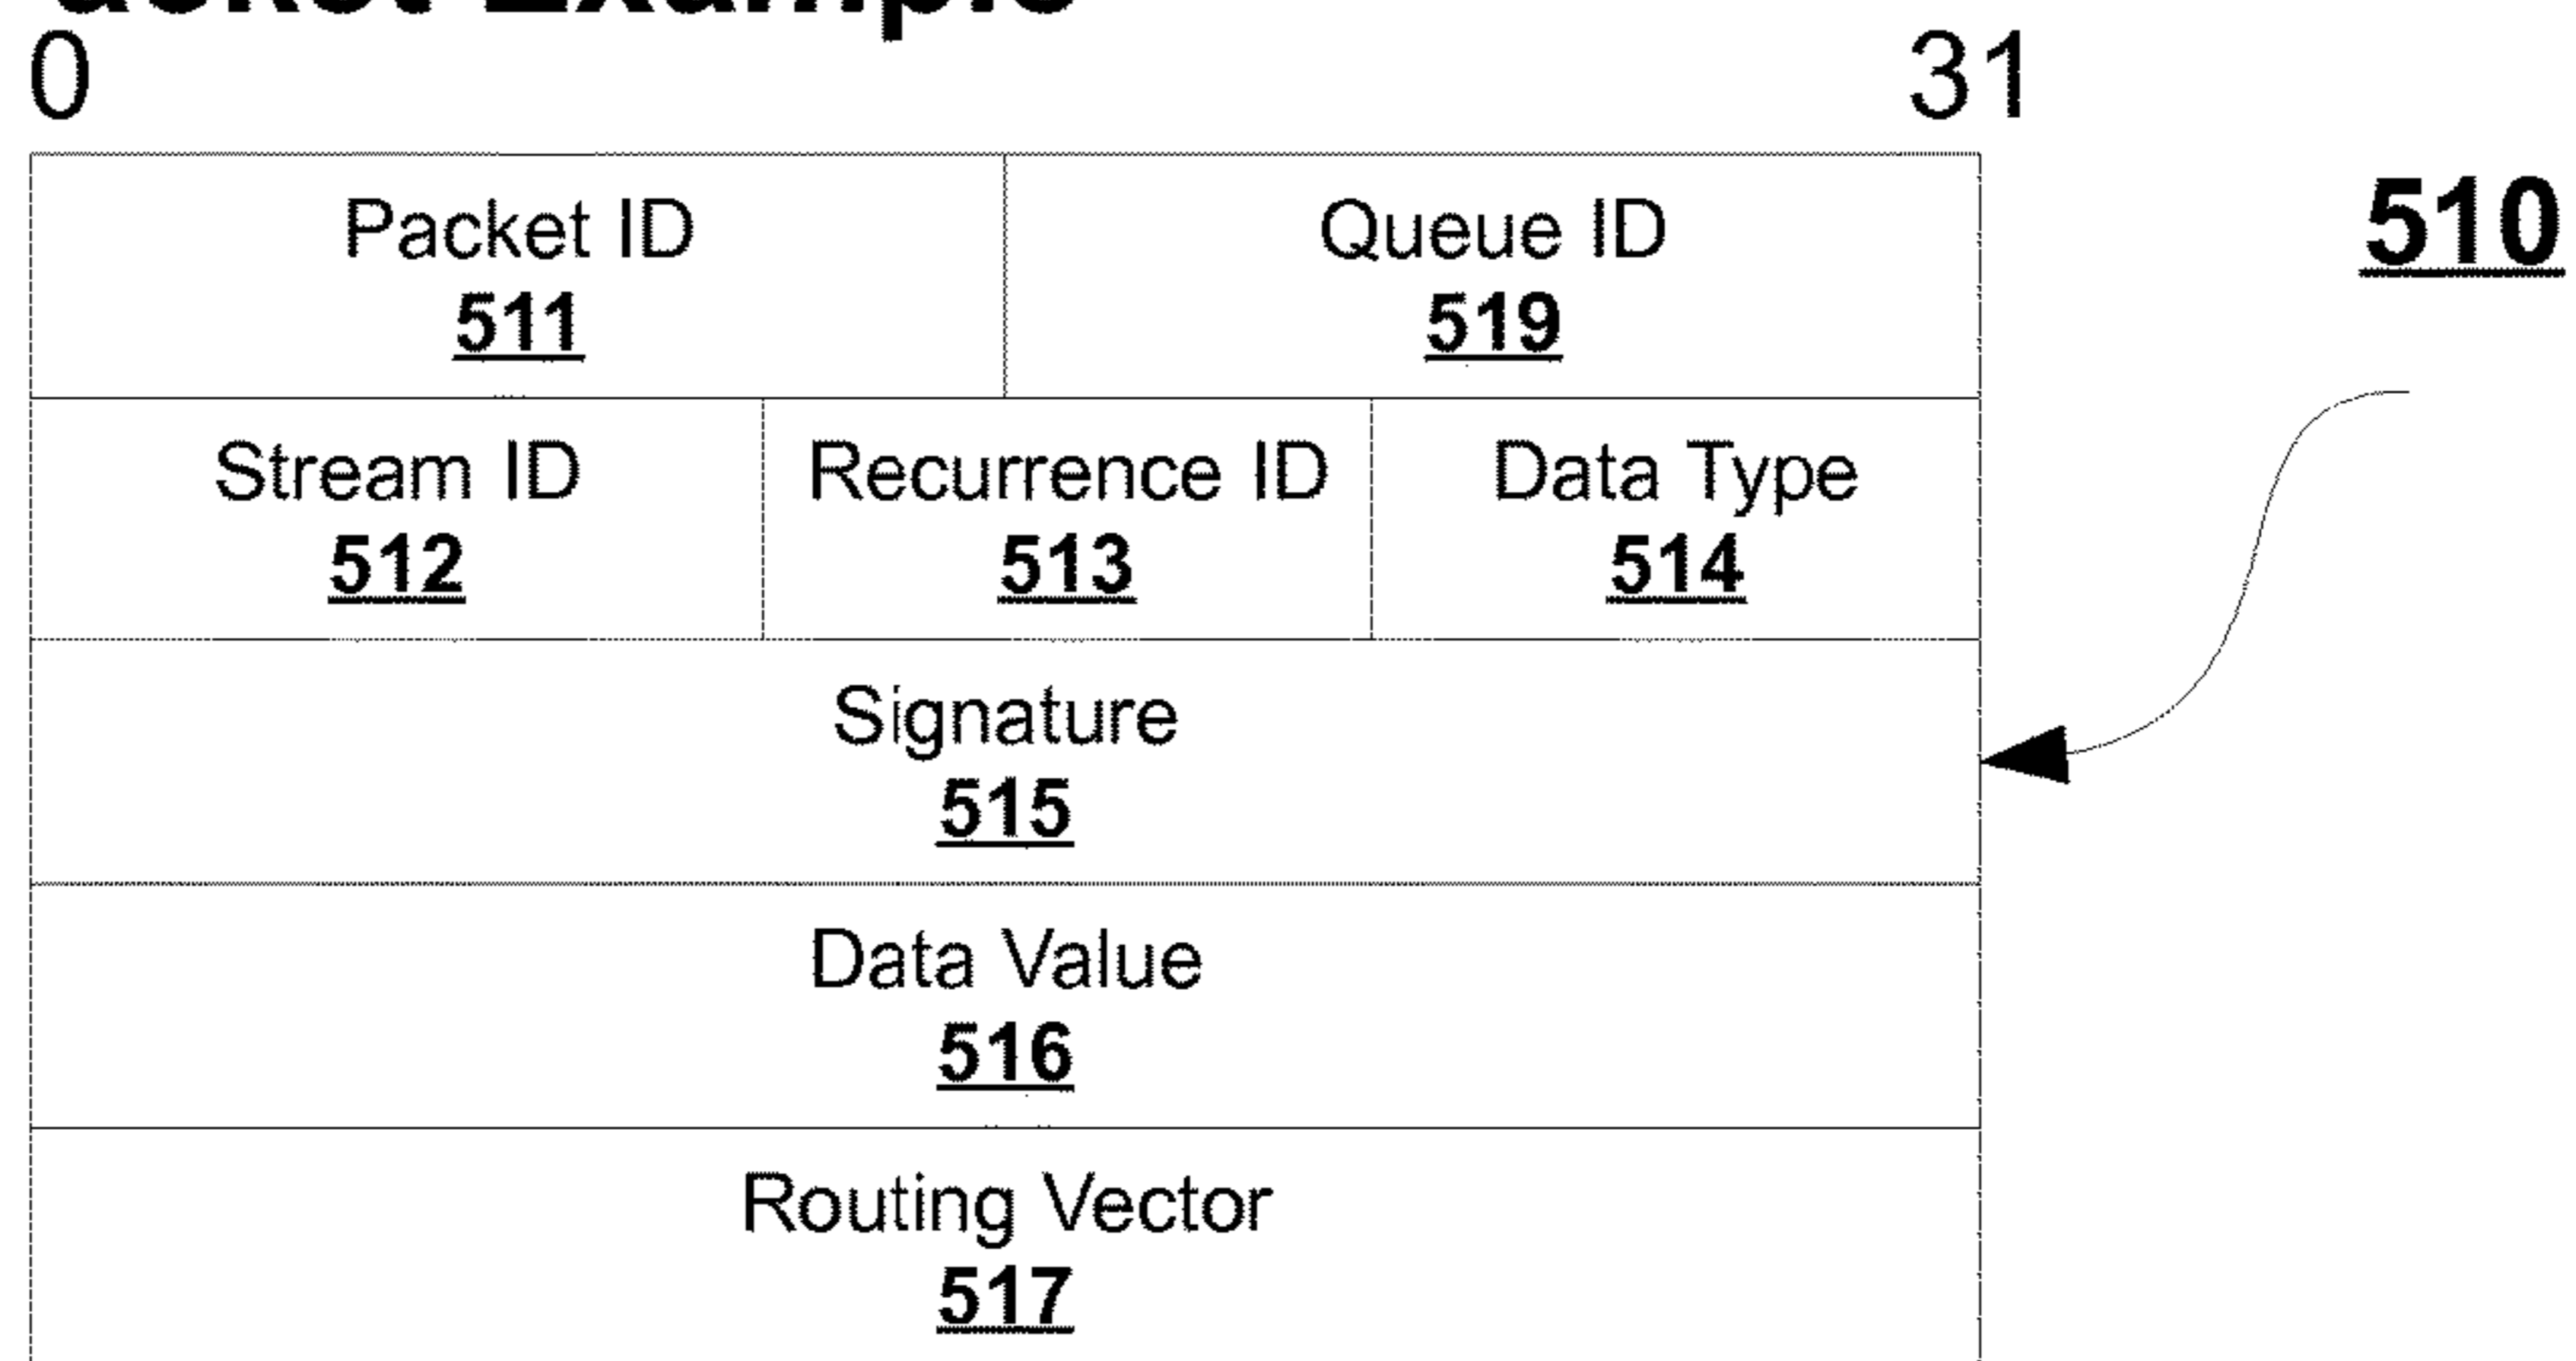 Example
0 31
Packet ID Queue ID 510
511 519
Stream ID Recurrence ID Data Type
512 513 514
Signature
515
Data Value
516
Routing Vector
517